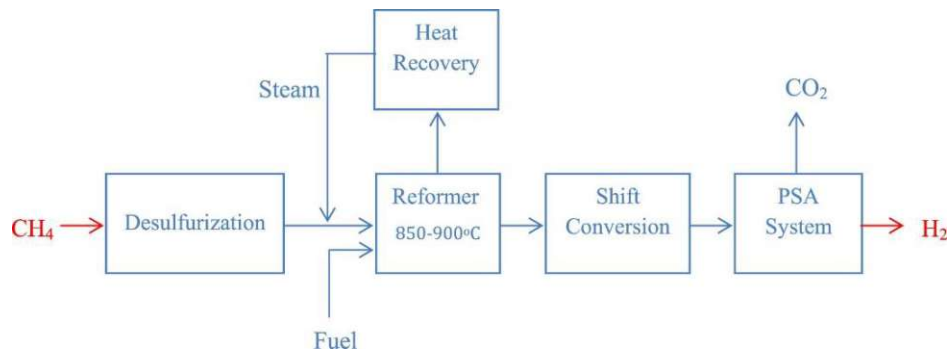 Heat
Recovery
Steam
CO₂
CH₄
Desulfurization
Reformer
850-900ºC
Shift
Conversion
PSA
System
H₂
Fuel